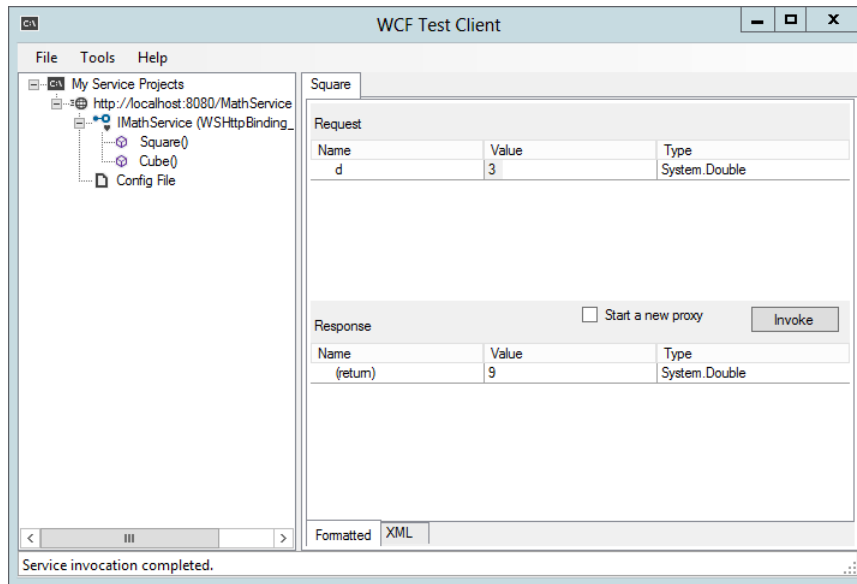 WCF Test Client
File Tools Help
My Service Projects
http://localhost:8080/MathService
IMathService (WSHttpBinding_
Square()
Cube()
Config File
Square
Request
Name Value Type
d 3 System.Double
Response Start a new proxy Invoke
Name Value Type
(return) 9 System.Double
Formatted XML
Service invocation completed.